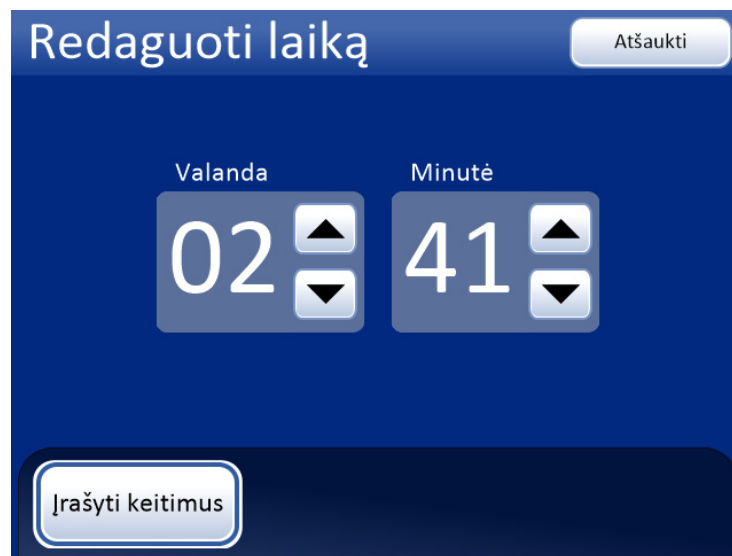 Redaguoti laiką
Atšaukti
Valanda
Minutė
02
41
Įrašyti keitimus